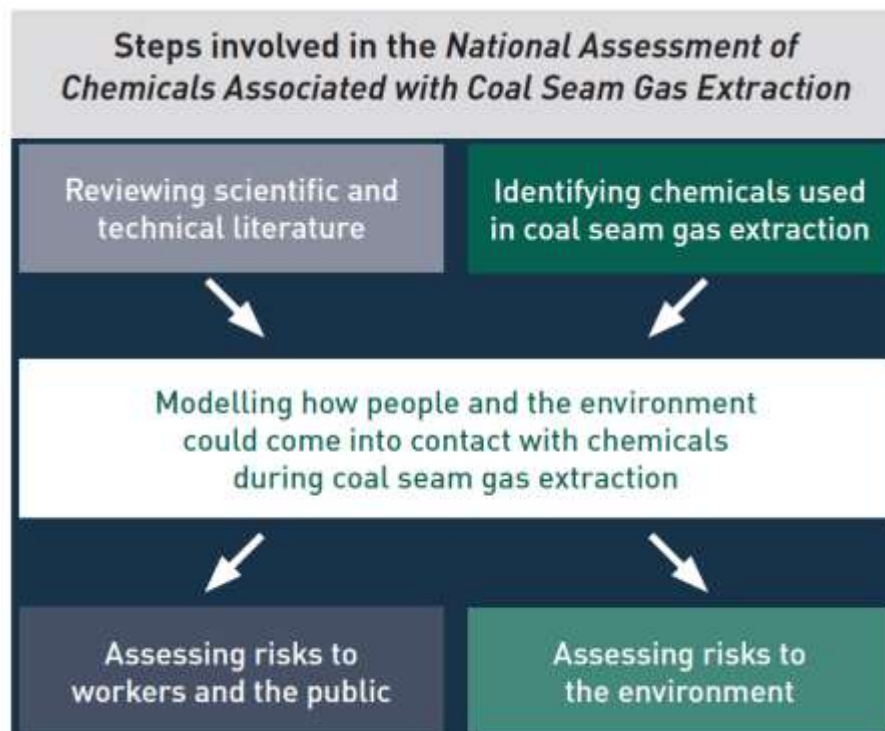 Steps involved in the National Assessment of
Chemicals Associated with Coal Seam Gas Extraction
Reviewing scientific and
technical literature
Identifying chemicals used
in coal seam gas extraction
Modelling how people and the environment
could come into contact with chemicals
during coal seam gas extraction
Assessing risks to
workers and the public
Assessing risks to
the environment